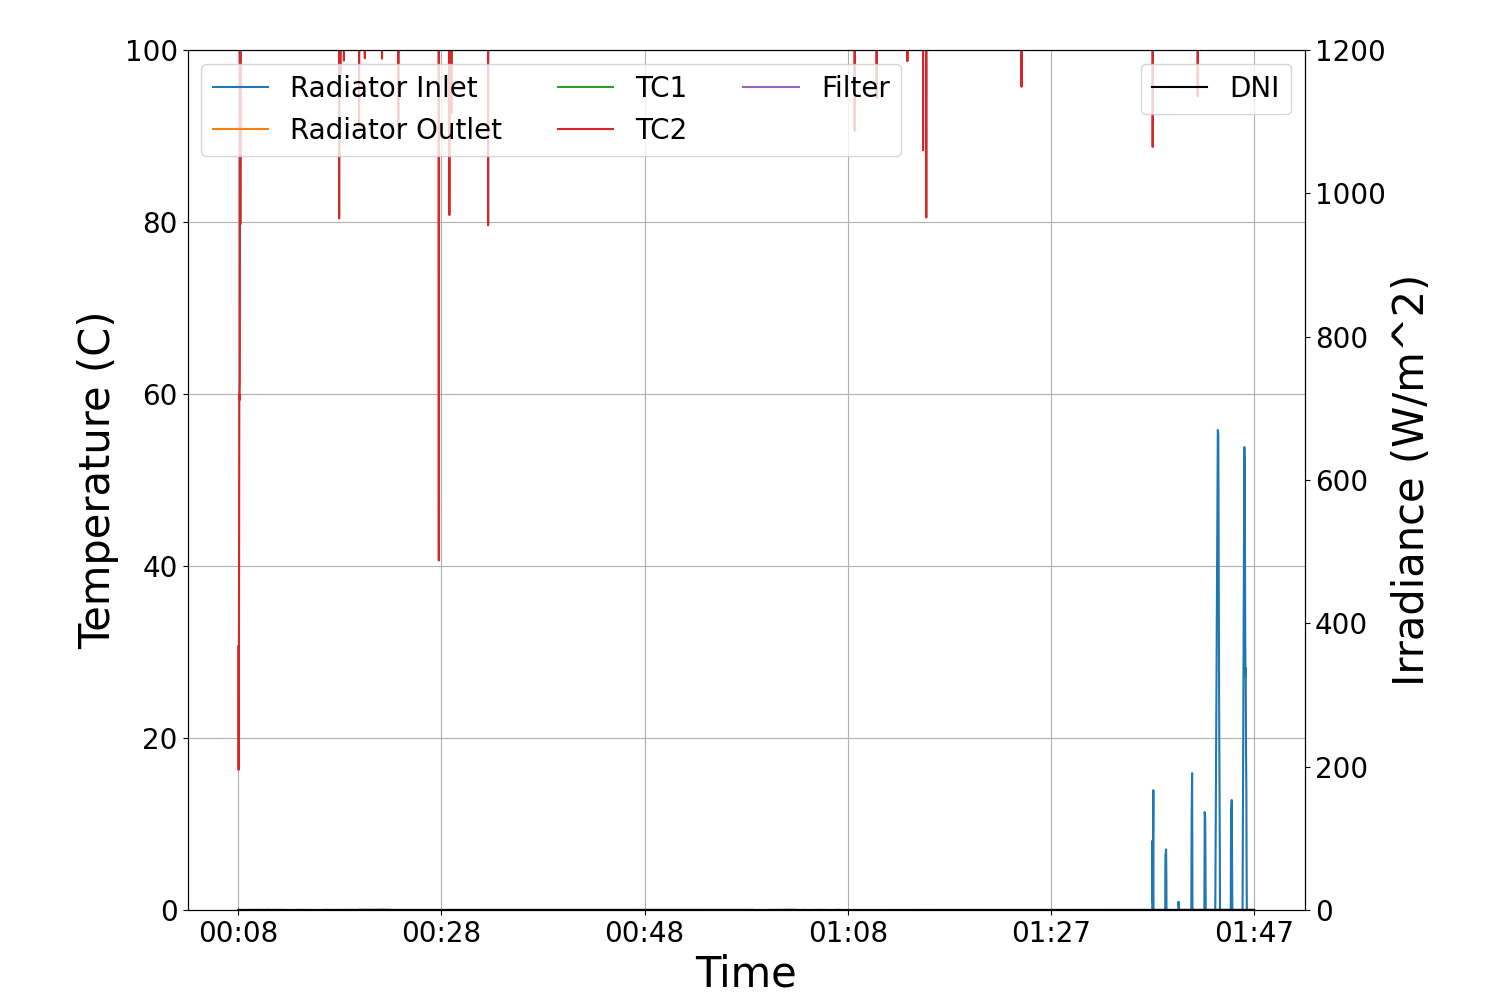 100
80
60
40
20
0
Temperature (C)
Radiator Inlet
Radiator Outlet
TC1
TC2
Filter
DNI
1200
1000
800
600
400
200
0
Irradiance (W/m^2)
00:08 00:28 00:48 01:08 01:27 01:47
Time